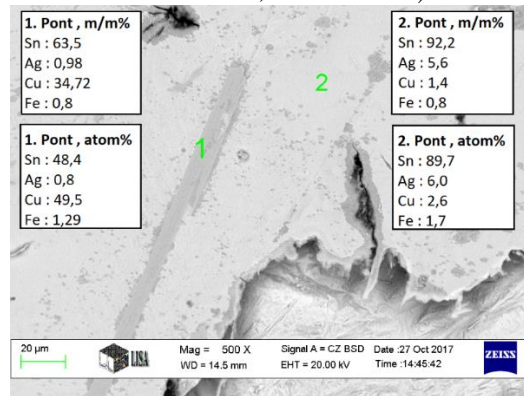 1. Pont , m/m%
Sn : 63,5
Ag : 0,98
Cu : 34,72
Fe : 0,8
1. Pont , atom%
Sn : 48,4
Ag : 0,8
Cu : 49,5
Fe : 1,29
2. Pont, m/m%
Sn : 92,2
Ag : 5,6
Cu : 1,4
Fe : 0,8
2. Pont , atom%
Sn : 89,7
Ag : 6,0
Cu : 2,6
Fe : 1,7
1
2
20 µm
LISA
Mag = 500 X
WD = 14.5 mm
Signal A = CZ BSD
EHT = 20.00 kV
Date :27 Oct 2017
Time :14:45:42
ZEISS